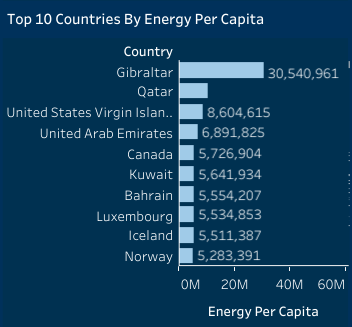 Top 10 Countries By Energy Per Capita
Country
Gibraltar 30,540,961
Qatar
United States Virgin Islan.. 8,604,615
United Arab Emirates 6,891,825
Canada 5,726,904
Kuwait 5,641,934
Bahrain 5,554,207
Luxembourg 5,534,853
Iceland 5,511,387
Norway 5,283,391
0M 20M 40M 60M
Energy Per Capita